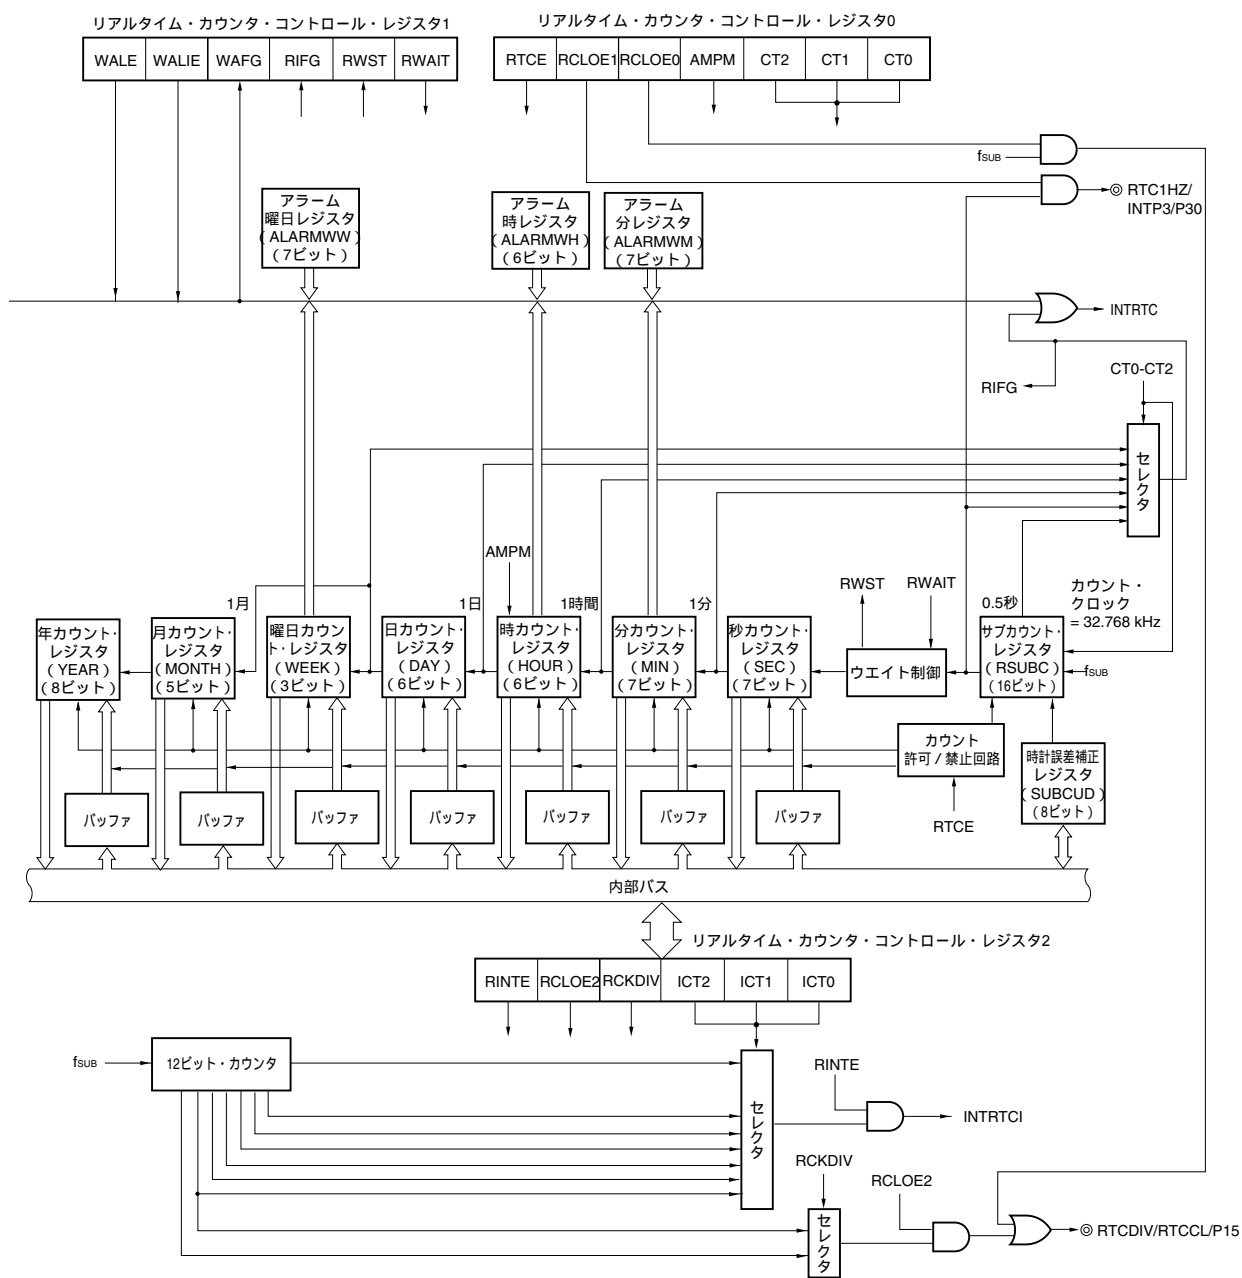 リアルタイム・カウンタ・コントロール・レジスタ1
リアルタイム・カウンタ・コントロール・レジスタ0
WALE WALIE WAFG RIFG RWST RWAIT
RTCE RCLOE1 RCLOE0 AMPM CT2 CT1 CT0
fSUB
RTC1HZ/
INTP3/P30
アラーム
曜日レジスタ
(ALARMWW)
(7ビット)
アラーム
時レジスタ
(ALARMWH)
(6ビット)
アラーム
分レジスタ
(ALARMWM)
(7ビット)
INTRTC
RIFG
CT0-CT2
セレクタ
AMPM
RWST
RWAIT
カウント・
クロック
= 32.768 kHz
1月
1日
1時間
1分
0.5秒
年カウント・
レジスタ
(YEAR)
(8ビット)
月カウント・
レジスタ
(MONTH)
(5ビット)
曜日カウン
ト・レジスタ
(WEEK)
(3ビット)
日カウント・
レジスタ
(DAY)
(6ビット)
時カウント・
レジスタ
(HOUR)
(6ビット)
分カウント・
レジスタ
(MIN)
(7ビット)
秒カウント・
レジスタ
(SEC)
(7ビット)
ウエイト制御
サブカウント・
レジスタ
(RSUBC)
(16ビット)
fSUB
カウント
許可/禁止回路
RTCE
時計誤差補正
レジスタ
(SUBCUD)
(8ビット)
バッファ
バッファ
バッファ
バッファ
バッファ
バッファ
バッファ
内部バス
リアルタイム・カウンタ・コントロール・レジスタ2
RINTE RCLOE2 RCKDIV ICT2 ICT1 ICT0
fSUB
12ビット・カウンタ
セレクタ
RINTE
INTRTCI
RCKDIV
RCLOE2
セレクタ
RTCDIV/RTCCL/P15